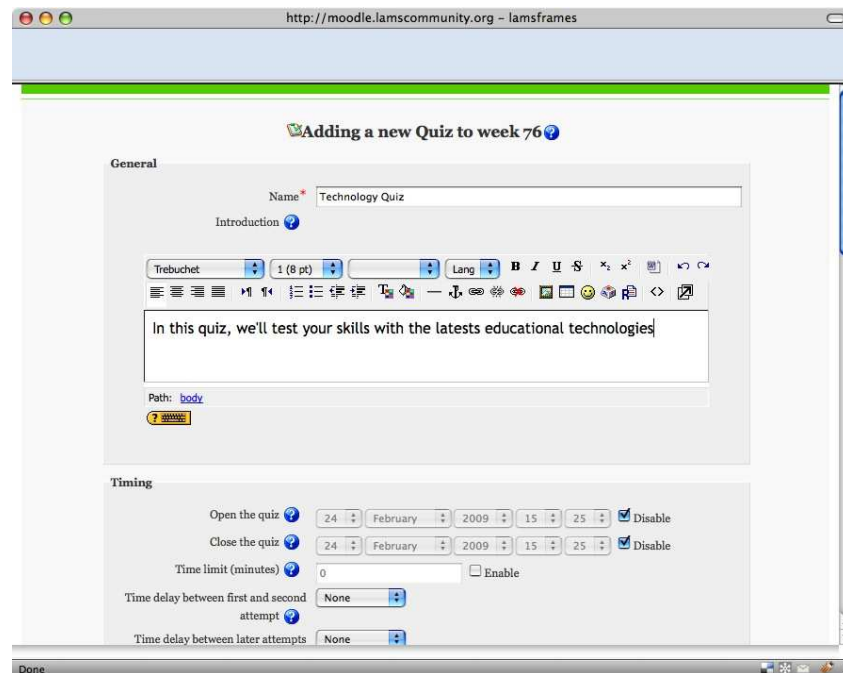 http://moodle.lamscommunity.org - lamsframes
Adding a new Quiz to week 76
General
Name* Technology Quiz
Introduction
Trebuchet 1 (8 pt) Lang B I U S x₂ x²
In this quiz, we'll test your skills with the latests educational technologies
Path: body
?
Timing
Open the quiz 24 February 2009 15 25 Disable
Close the quiz 24 February 2009 15 25 Disable
Time limit (minutes) 0 Enable
Time delay between first and second None
attempt
Time delay between later attempts None
Done